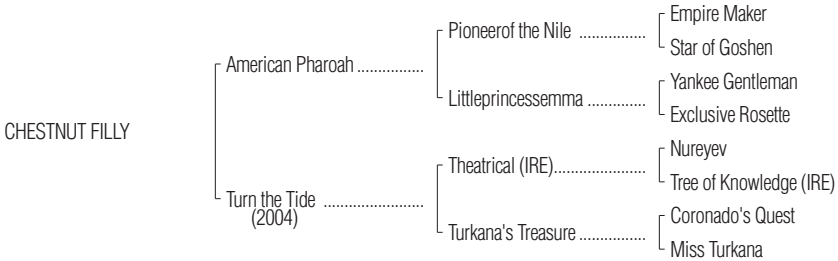 Empire Maker
Pioneerof the Nile ................
Star of Goshen
American Pharoah ................
Yankee Gentleman
Littleprincessemma ..............
Exclusive Rosette
CHESTNUT FILLY
Nureyev
Theatrical (IRE)......................
Tree of Knowledge (IRE)
Turn the Tide ........................
(2004)
Coronado's Quest
Turkana's Treasure ................
Miss Turkana